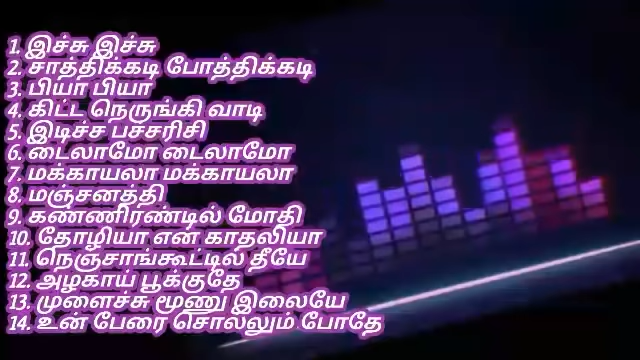 1. இச்சு இச்சு
2. சாத்திக்கடி போத்திக்கடி
3. பியா பியா
4. கிட்ட நெருங்கி வாடி
5. இடிச்ச பச்சரிசி
6. டைலாமோ டைலாமோ
7. மக்காயலா மக்காயலா
8. மஞ்சனத்தி
9. கண்ணிரண்டில் மோதி
10. தோழியா என் காதலியா
11. நெஞ்சாங்கூட்டில் தீயே
12. அழகாய் பூக்குதே
13. முளைச்சு மூணு இலையே
14. உன் பேரை சொல்லும் போதே